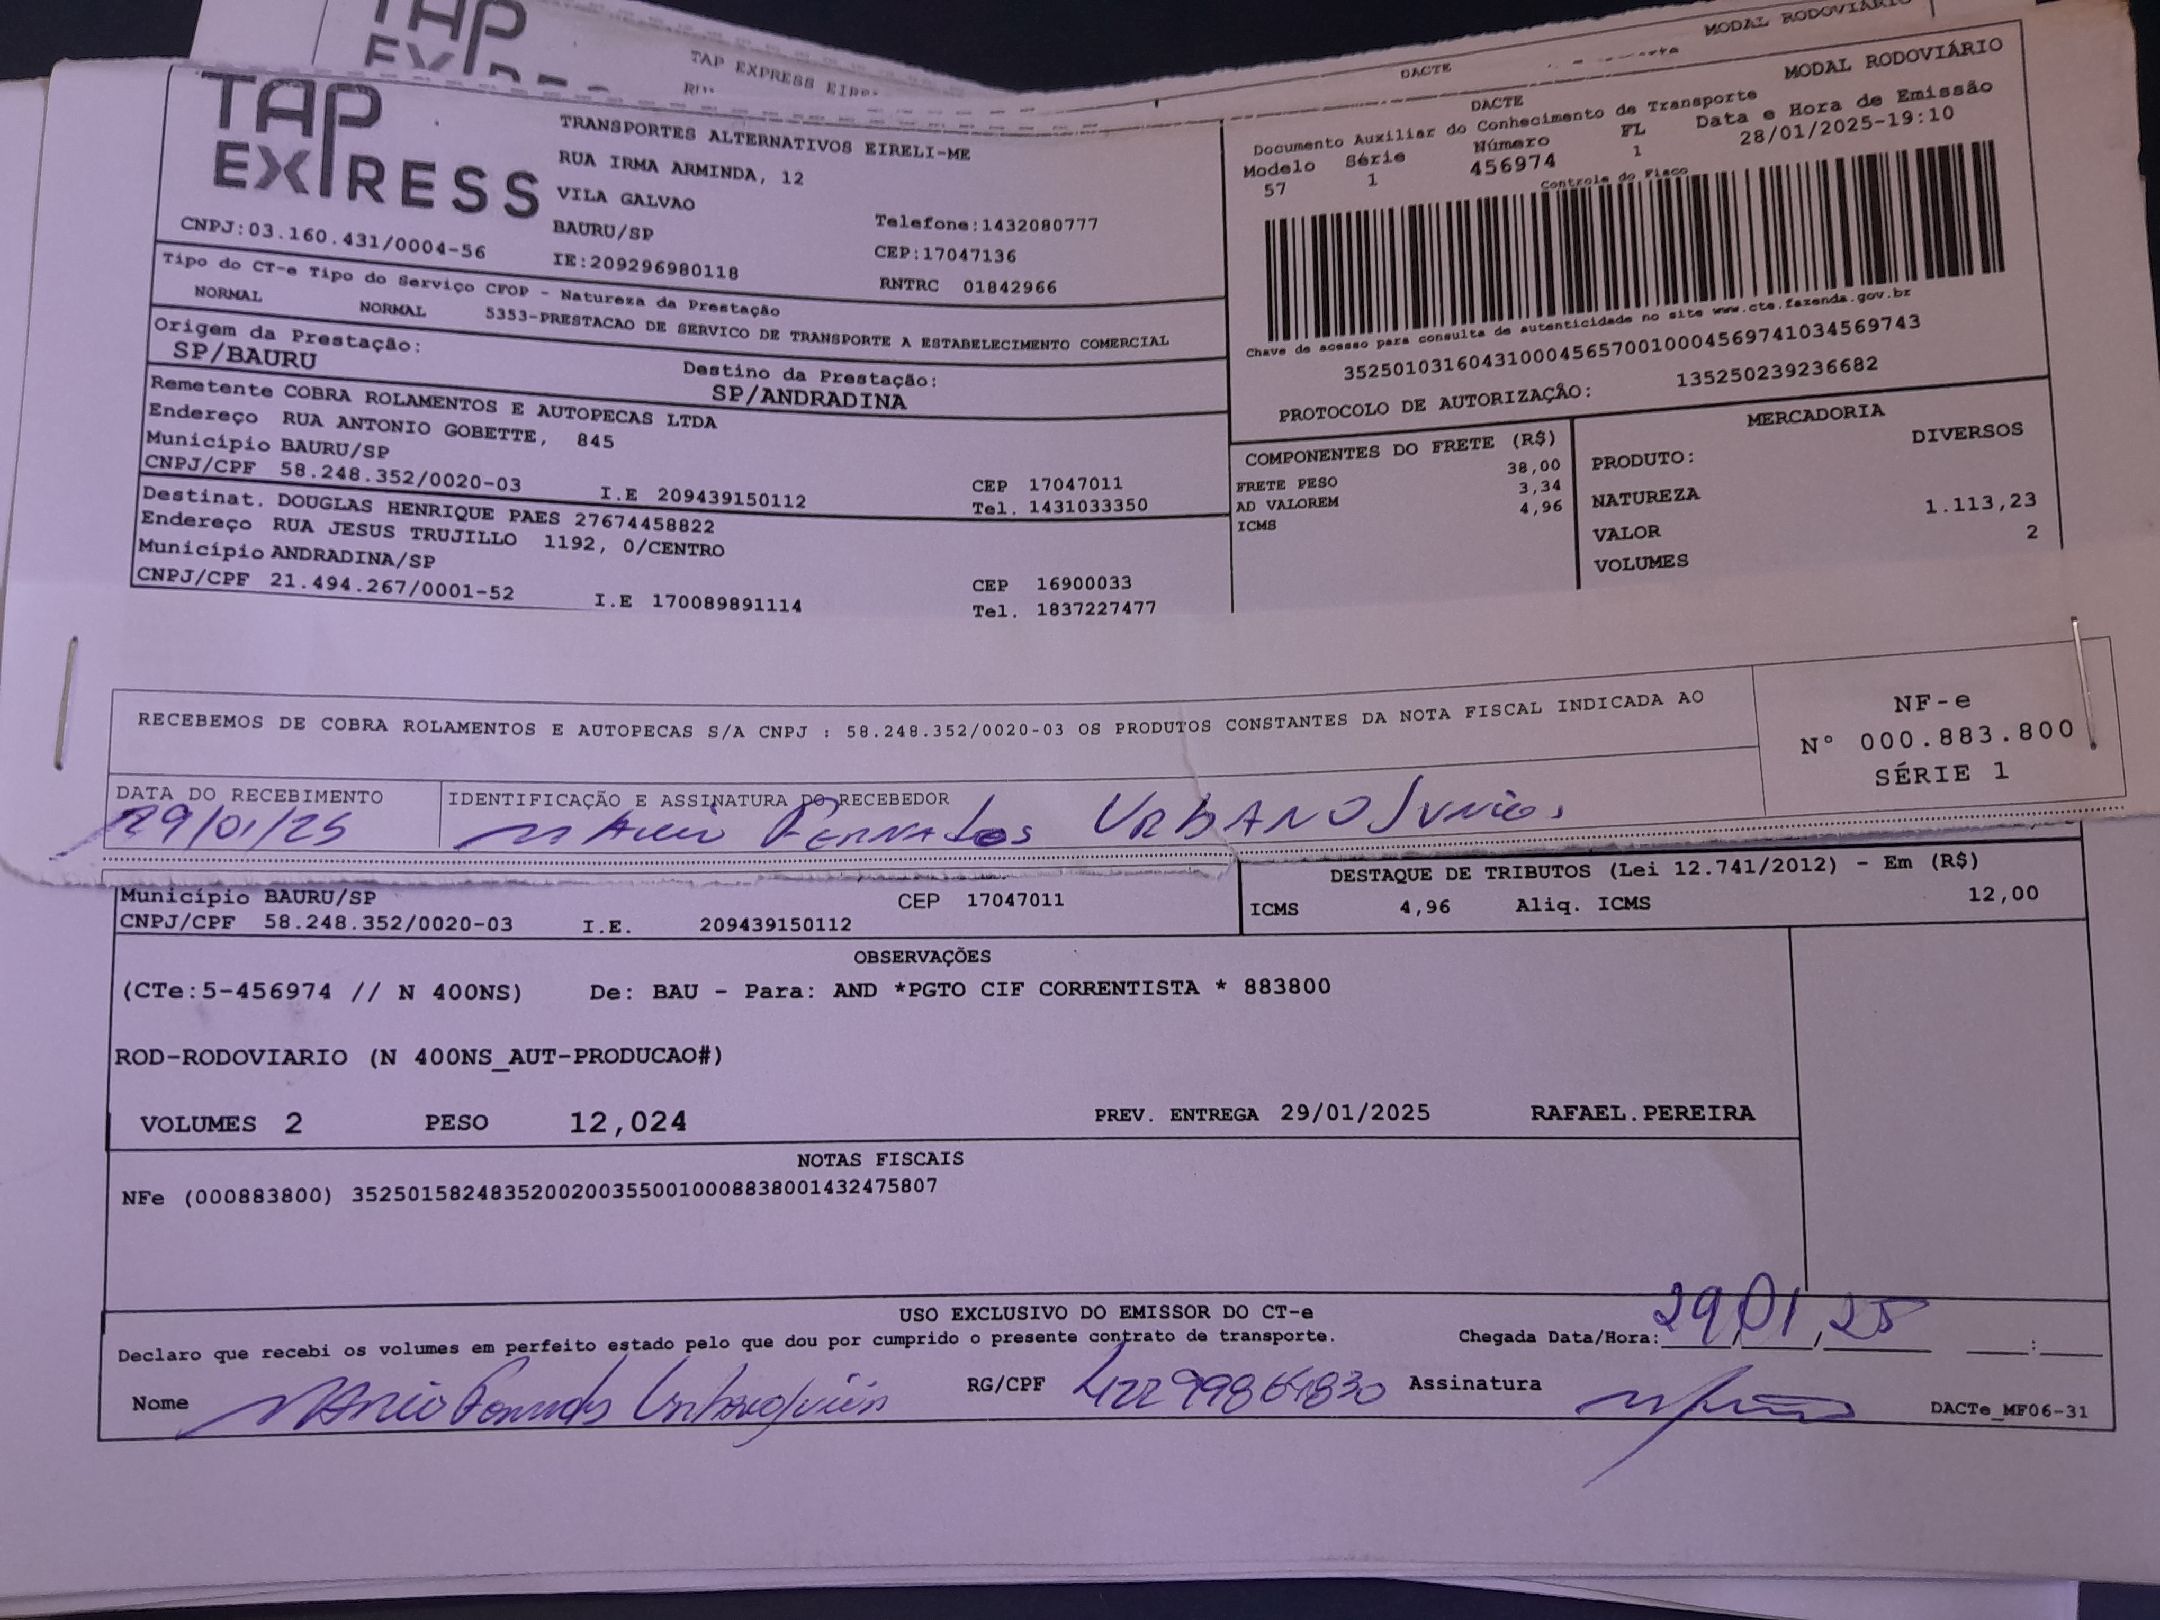 TAP EXPRESS EIRE
DACTE
MODAL RODOVIÁRIO
TAP
EXPRESS
TRANSPORTES ALTERNATIVOS EIRELI-ME
RUA IRMA ARMINDA, 12
VILA GALVAO
BAURU/SP
Telefone:1432080777
CNPJ:03.160.431/0004-56
IE:209296980118
CEP:17047136
RNTRC 01842966
DACTE
MODAL RODOVIÁRIO
Documento Auxiliar do Conhecimento de Transporte
Modelo Série Número FL Data e Hora de Emissão
57 1 456974 1 28/01/2025-19:10
Controle do Fisco
Chave de acesso para consulta de autenticidade no site www.cte.fazenda.gov.br
35250103160431000456570010004569741034569743
PROTOCOLO DE AUTORIZAÇÃO: 135250239236682
Tipo do CT-e Tipo do Serviço CFOP - Natureza da Prestação
NORMAL NORMAL 5353-PRESTACAO DE SERVICO DE TRANSPORTE A ESTABELECIMENTO COMERCIAL
Origem da Prestação: Destino da Prestação:
SP/BAURU SP/ANDRADINA
Remetente COBRA ROLAMENTOS E AUTOPECAS LTDA
Endereço RUA ANTONIO GOBETTE, 845
Município BAURU/SP CEP 17047011
CNPJ/CPF 58.248.352/0020-03 I.E 209439150112 Tel. 1431033350
Destinat. DOUGLAS HENRIQUE PAES 27674458822
Endereço RUA JESUS TRUJILLO 1192, 0/CENTRO
Município ANDRADINA/SP CEP 16900033
CNPJ/CPF 21.494.267/0001-52 I.E 170089891114 Tel. 1837227477
COMPONENTES DO FRETE (R$)
FRETE PESO 38,00
AD VALOREM 3,34
ICMS 4,96
MERCADORIA
PRODUTO: DIVERSOS
NATUREZA
VALOR 1.113,23
VOLUMES 2
RECEBEMOS DE COBRA ROLAMENTOS E AUTOPECAS S/A CNPJ : 58.248.352/0020-03 OS PRODUTOS CONSTANTES DA NOTA FISCAL INDICADA AO
NF-e
N° 000.883.800
SÉRIE 1
DATA DO RECEBIMENTO IDENTIFICAÇÃO E ASSINATURA DO RECEBEDOR
29/01/25 URBANO Junior
Município BAURU/SP CEP 17047011
CNPJ/CPF 58.248.352/0020-03 I.E. 209439150112
DESTAQUE DE TRIBUTOS (Lei 12.741/2012) - Em (R$)
ICMS 4,96 Aliq. ICMS 12,00
OBSERVAÇÕES
(CTe:5-456974 // N 400NS) De: BAU - Para: AND *PGTO CIF CORRENTISTA * 883800
ROD-RODOVIARIO (N 400NS_AUT-PRODUCAO#)
VOLUMES 2 PESO 12,024 PREV. ENTREGA 29/01/2025 RAFAEL.PEREIRA
NOTAS FISCAIS
NFe (000883800) 35250158248352002003550010008838001432475807
USO EXCLUSIVO DO EMISSOR DO CT-e
Declaro que recebi os volumes em perfeito estado pelo que dou por cumprido o presente contrato de transporte. Chegada Data/Hora: 29/01/25 :
Nome RG/CPF 42299864830 Assinatura
DACTe_MF06-31